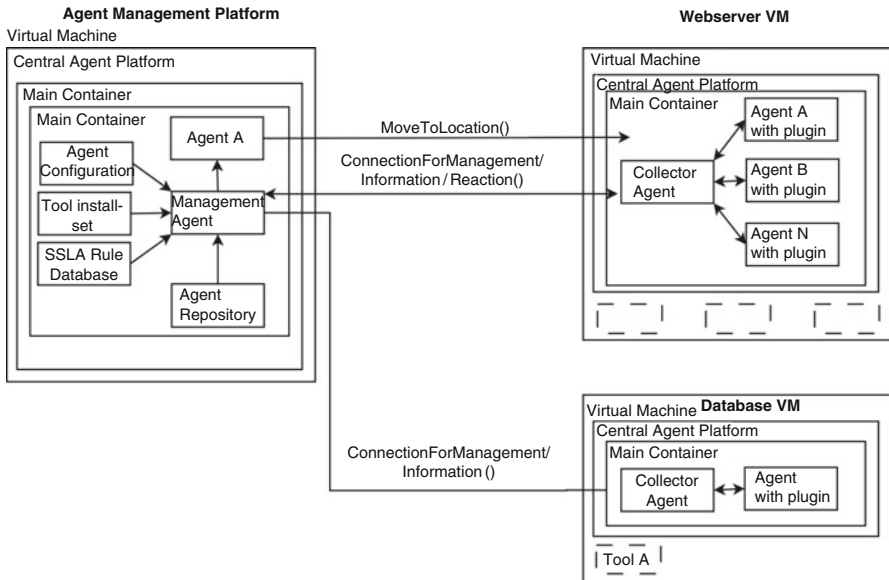 Agent Management Platform
Virtual Machine
Central Agent Platform
Main Container
Main Container
Agent A
Agent
Configuration
Tool install-
set
SSLA Rule
Database
Management
Agent
Agent
Repository
MoveToLocation()
ConnectionForManagement/
Information/Reaction()
ConnectionForManagement/
Information()
Webserver VM
Virtual Machine
Central Agent Platform
Main Container
Collector
Agent
Agent A
with plugin
Agent B
with plugin
Agent N
with plugin
Database VM
Virtual Machine
Central Agent Platform
Main Container
Collector
Agent
Agent
with plugin
Tool A